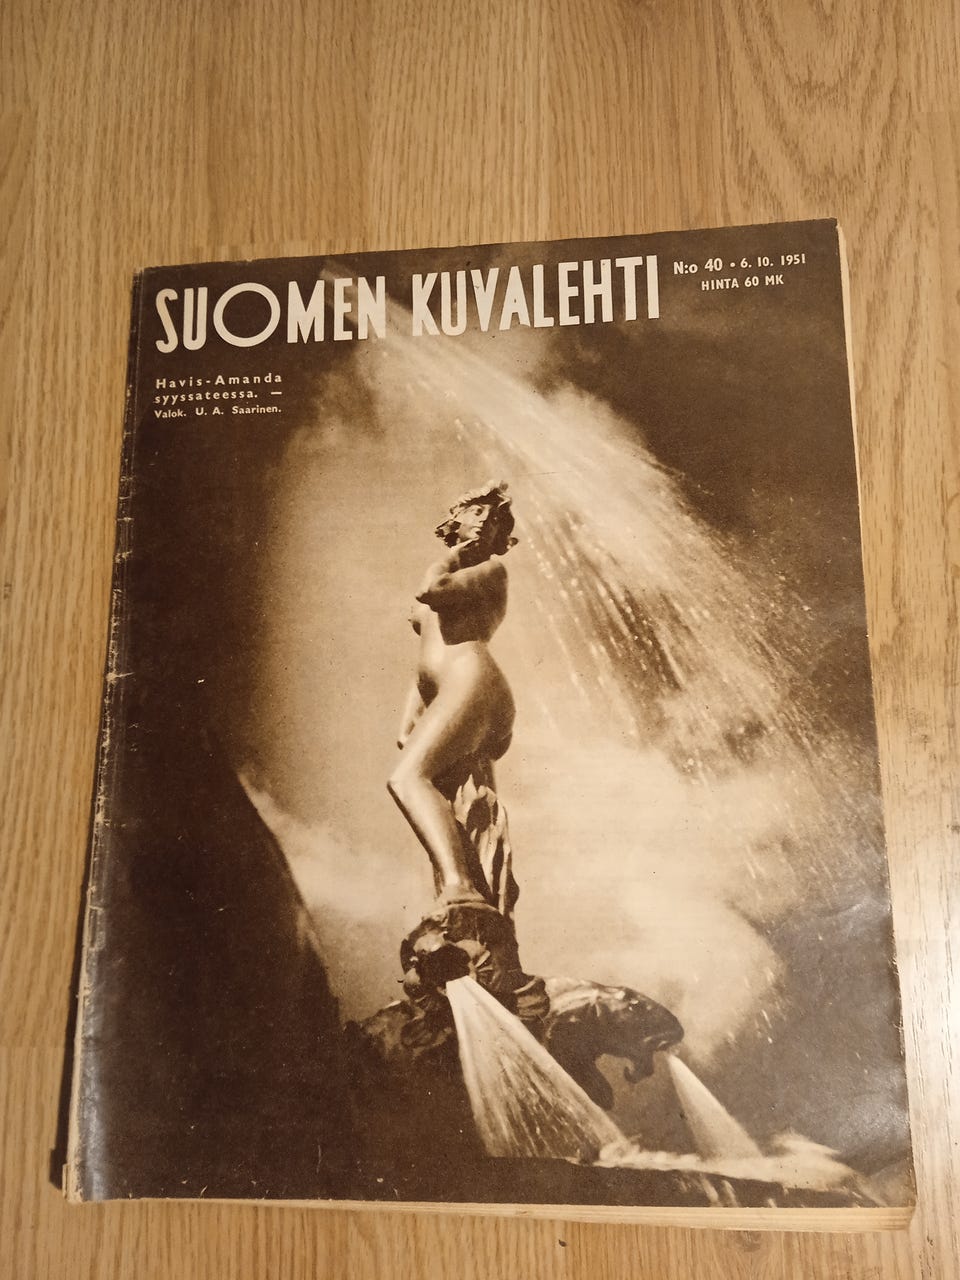 SUOMEN KUVALEHTI
N:o 40 • 6. 10. 1951
HINTA 60 MK
Havis-Amanda
syyssateessa. —
Valok. U. A. Saarinen.